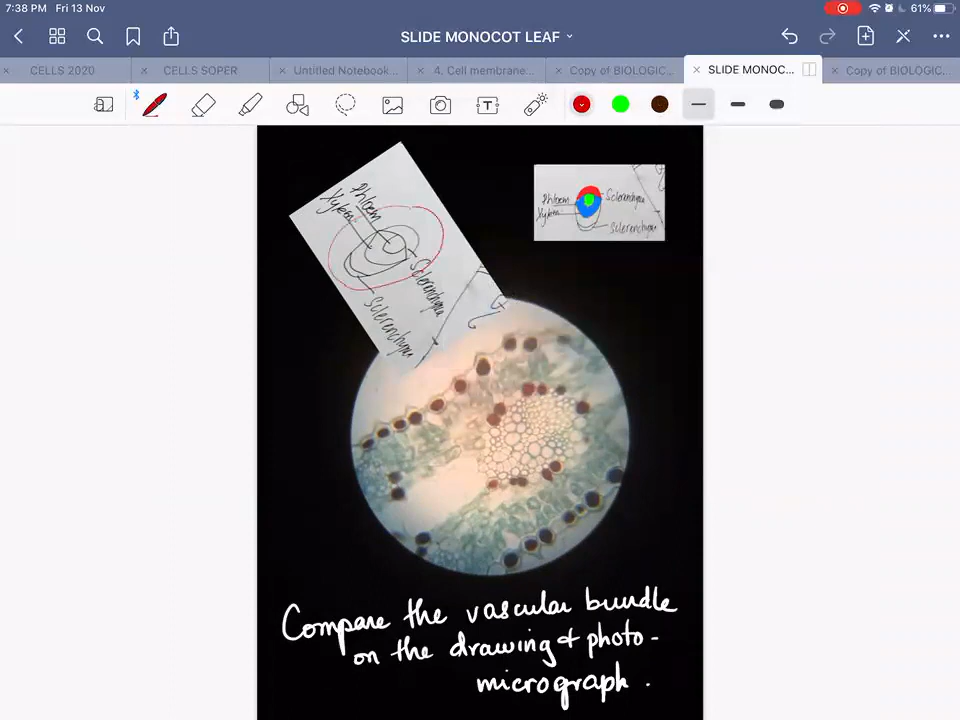 7:38 PM Fri 13 Nov
61%
SLIDE MONOCOT LEAF
CELLS 2020
CELLS SOPER
Untitled Notebook...
4. Cell membrane...
Copy of BIOLOGIC...
SLIDE MONOC...
Copy of BIOLOGIC...
T
Phloem
Xylem
Sclerenchyma
Sclerenchyma
Phloem
Xylem
Sclerenchyma
Sclerenchyma
Compare the vascular bundle
on the drawing & photo-
micrograph.